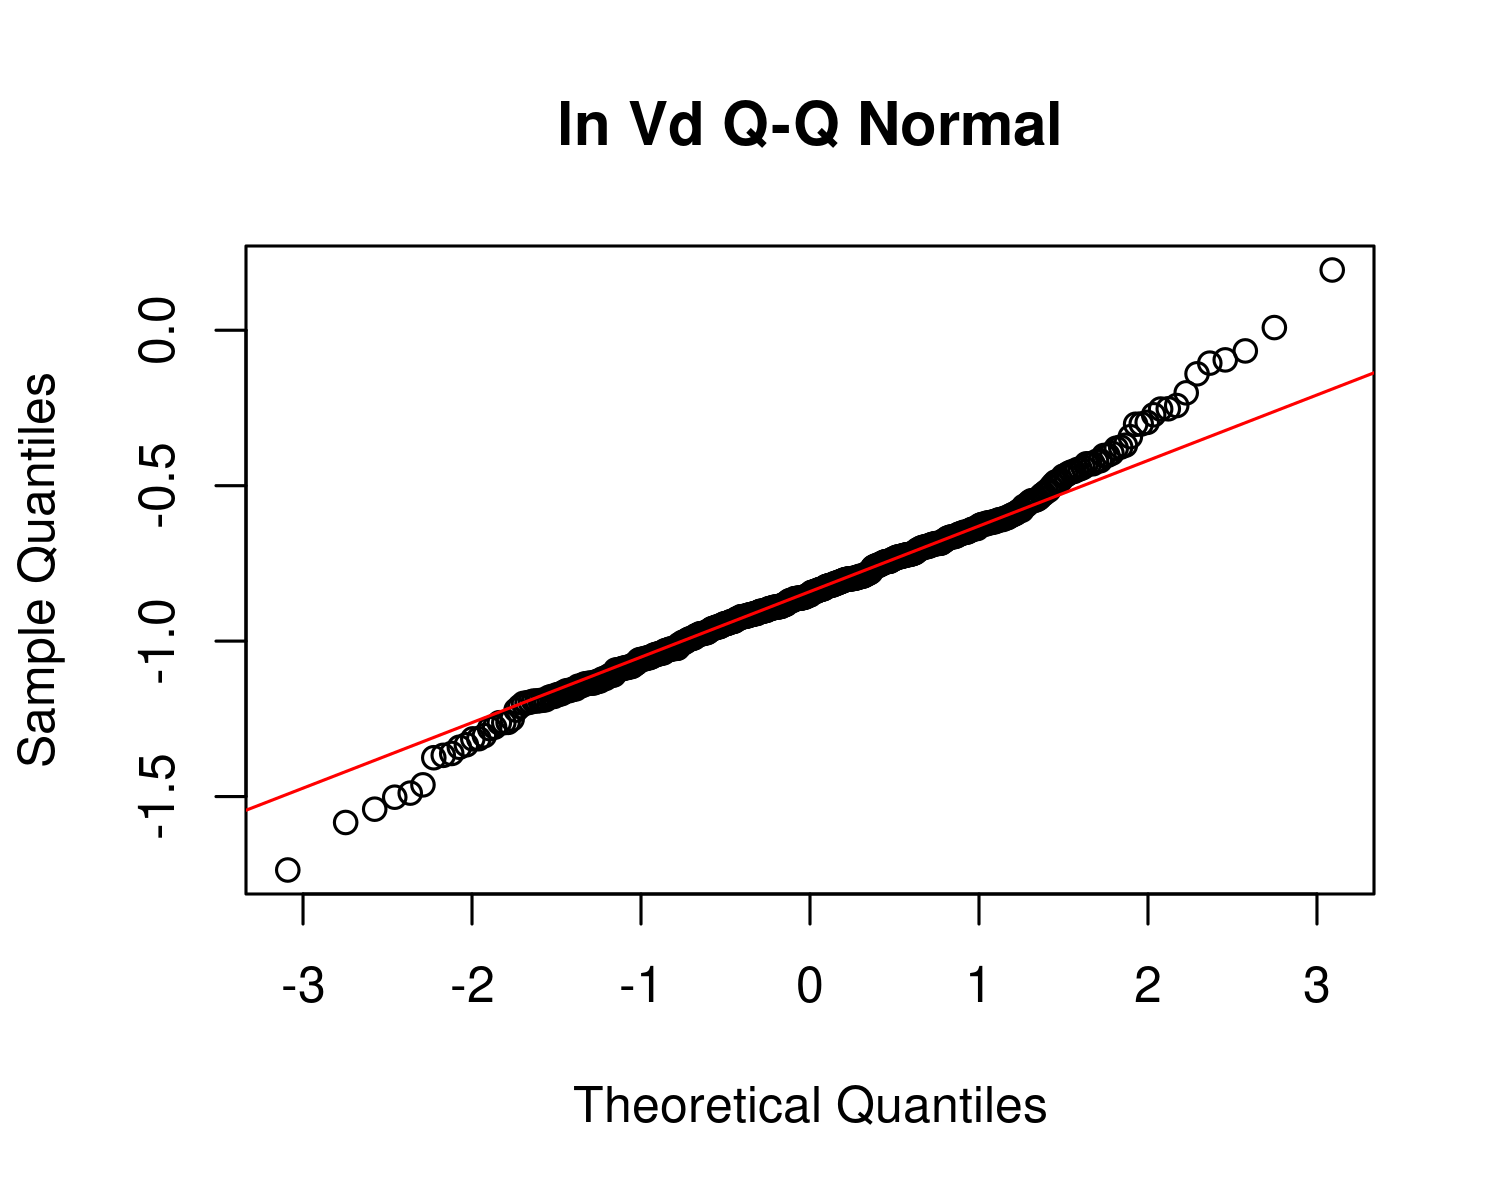 ln Vd Q-Q Normal
Sample Quantiles
0.0
-0.5
-1.0
-1.5
-3 -2 -1 0 1 2 3
Theoretical Quantiles